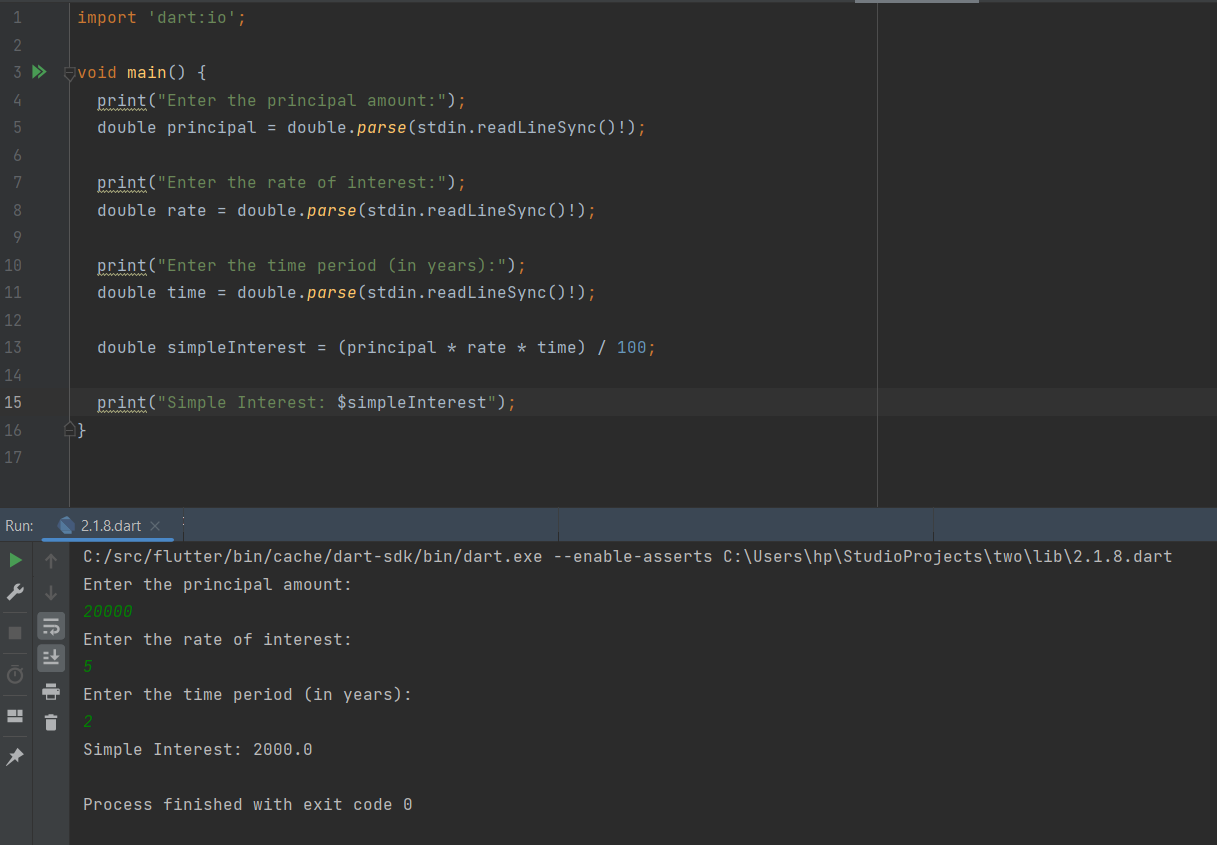 1 import 'dart:io';
2
3 void main() {
4 print("Enter the principal amount:");
5 double principal = double.parse(stdin.readLineSync()!);
6
7 print("Enter the rate of interest:");
8 double rate = double.parse(stdin.readLineSync()!);
9
10 print("Enter the time period (in years):");
11 double time = double.parse(stdin.readLineSync()!);
12
13 double simpleInterest = (principal * rate * time) / 100;
14
15 print("Simple Interest: $simpleInterest");
16 }
17
Run: 2.1.8.dart
C:/src/flutter/bin/cache/dart-sdk/bin/dart.exe --enable-asserts C:\Users\hp\StudioProjects\two\lib\2.1.8.dart
Enter the principal amount:
20000
Enter the rate of interest:
5
Enter the time period (in years):
2
Simple Interest: 2000.0
Process finished with exit code 0